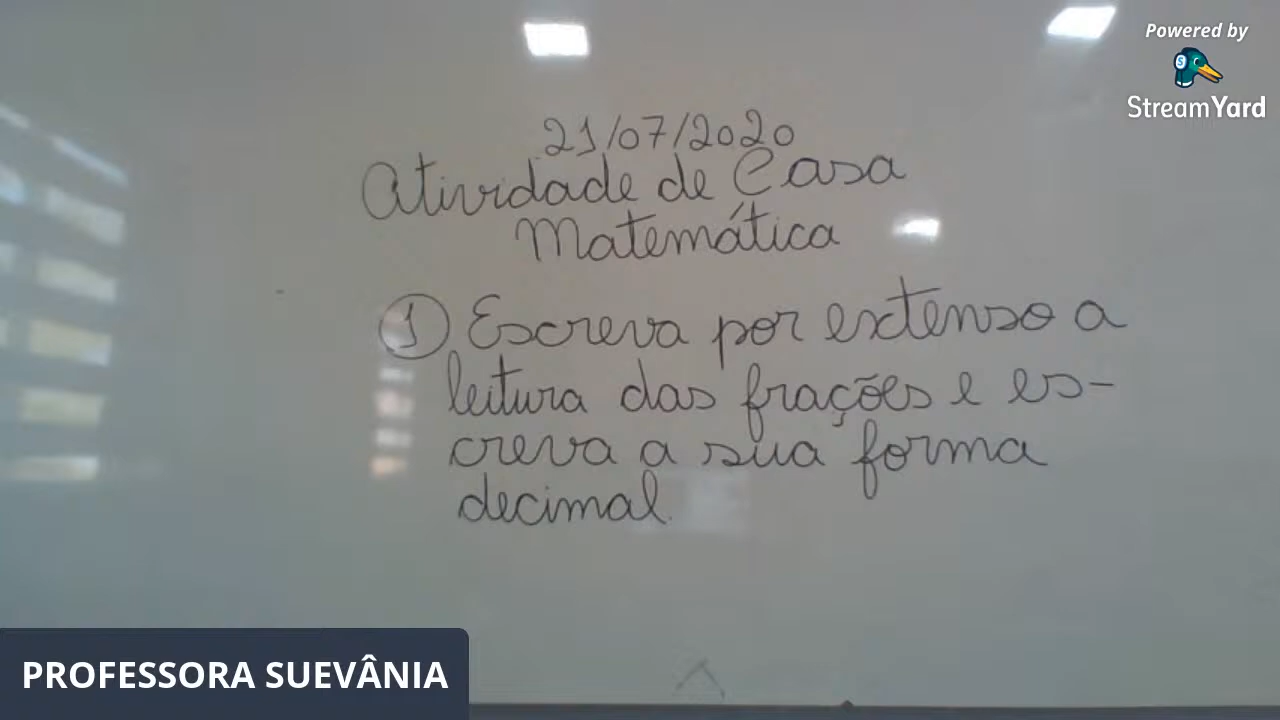 Powered by
StreamYard
21/07/2020
Atividade de Casa
Matemática
1 Escreva por extenso a
leitura das frações e es-
creva a sua forma
decimal.
PROFESSORA SUEVÂNIA